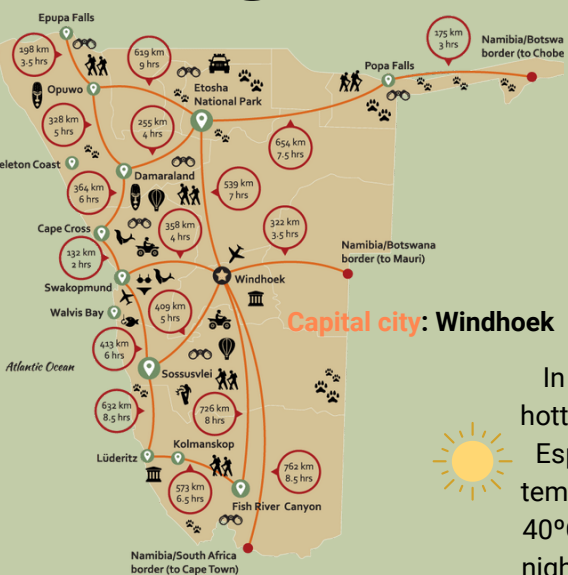 Epupa Falls
198 km
3.5 hrs
619 km
9 hrs
175 km
3 hrs
Namibia/Botswa
border (to Chobe
Popa Falls
Opuwo
Etosha
National Park
328 km
5 hrs
255 km
4 hrs
654 km
7.5 hrs
eleton Coast
Damaraland
364 km
6 hrs
539 km
7 hrs
Cape Cross
358 km
4 hrs
322 km
3.5 hrs
132 km
2 hrs
Namibia/Botswana
border (to Mauri)
Swakopmund
Windhoek
Walvis Bay
409 km
5 hrs
Capital city: Windhoek
413 km
6 hrs
Atlantic Ocean
Sossusvlei
In
hott
632 km
8.5 hrs
726 km
8 hrs
Esp
Kolmanskop
Lüderitz
762 km
8.5 hrs
tem
573 km
6.5 hrs
Fish River Canyon
40º
nigh
Namibia/South Africa
border (to Cape Town)